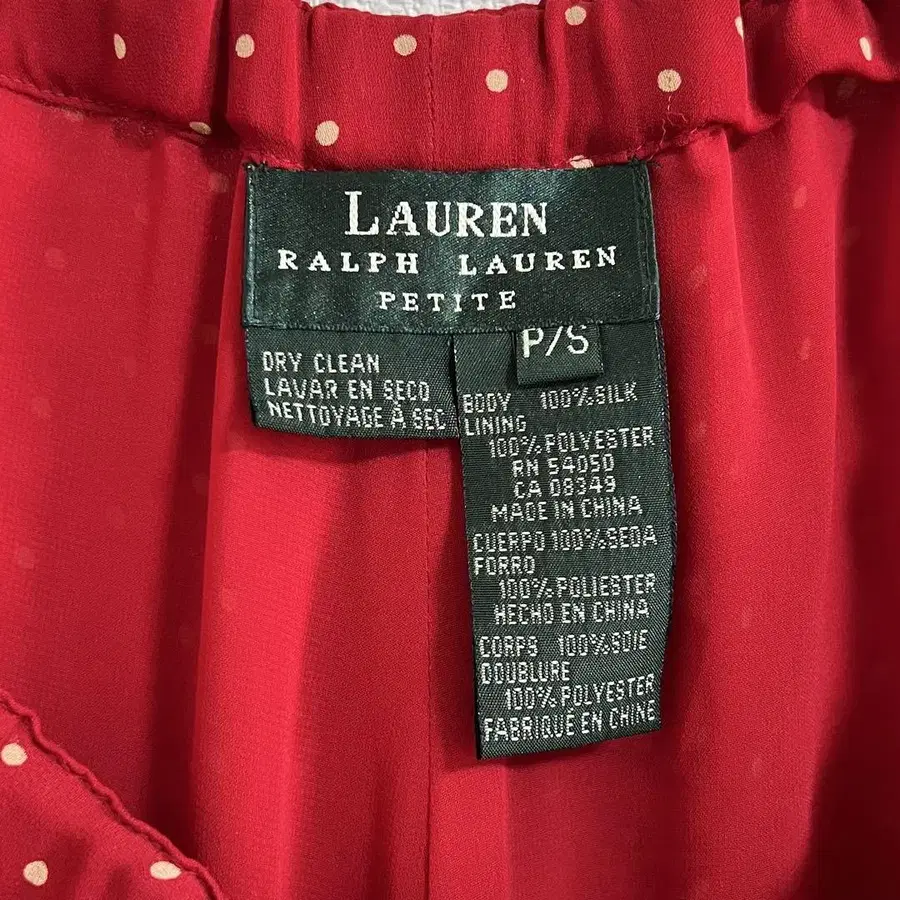 LAUREN
RALPH LAUREN
PETITE
P/S
DRY CLEAN
LAVAR EN SECO
NETTOYAGE À SEC
BODY 100% SILK
LINING
100% POLYESTER
RN 54050
CA 08349
MADE IN CHINA
CUERPO 100% SEDA
FORRO
100% POLIESTER
HECHO EN CHINA
CORPS 100% SOIE
DOUBLURE
100% POLYESTER
FABRIQUÉ EN CHINE